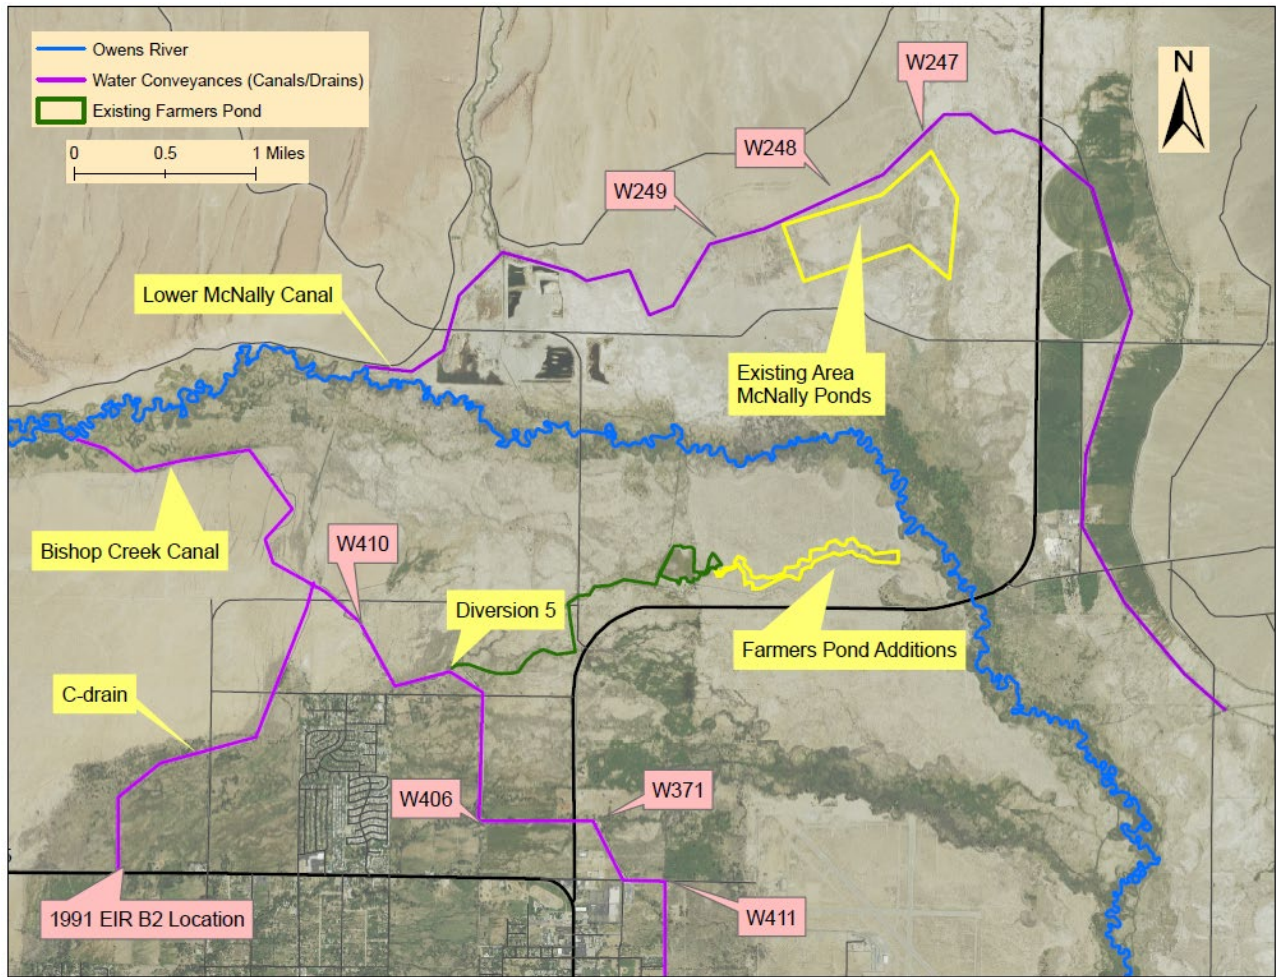 Owens River
Water Conveyances (Canals/Drains)
Existing Farmers Pond
0 0.5 1 Miles
N
W247
W248
W249
Lower McNally Canal
Existing Area
McNally Ponds
Bishop Creek Canal
W410
Diversion 5
Farmers Pond Additions
C-drain
W406
W371
1991 EIR B2 Location
W411